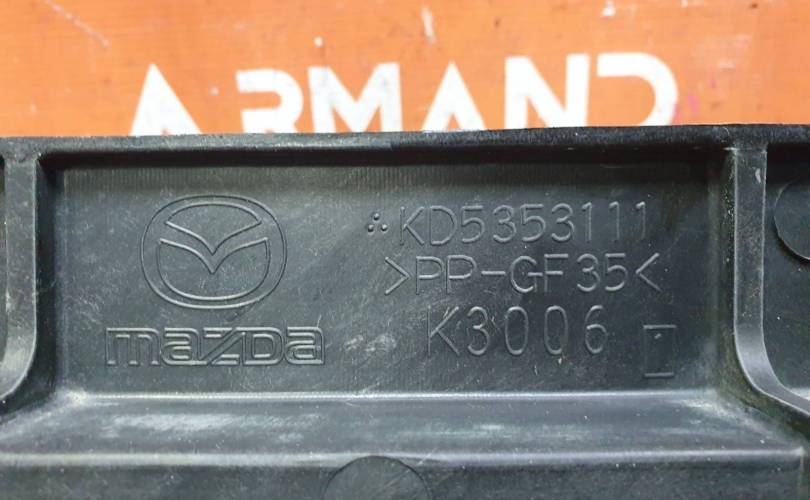 ARMAND
KD5353111
>PP-GF35<
mazda
K3006